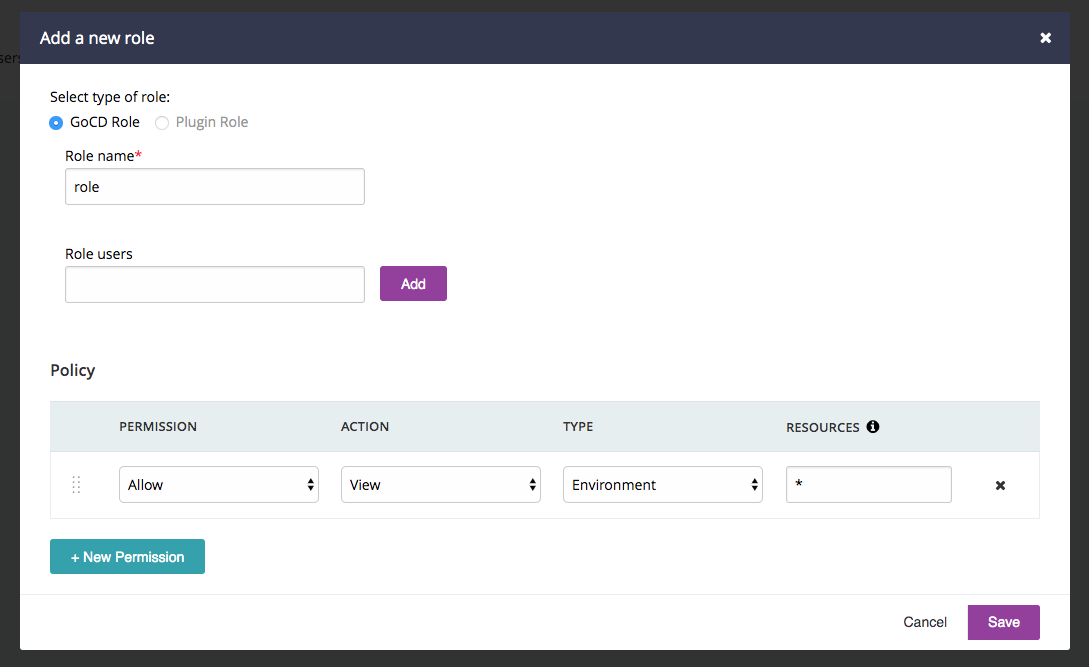 Add a new role
sers
Select type of role:
GoCD Role Plugin Role
Role name*
role
Role users
Add
Policy
PERMISSION ACTION TYPE RESOURCES
Allow View Environment *
+ New Permission
Cancel Save